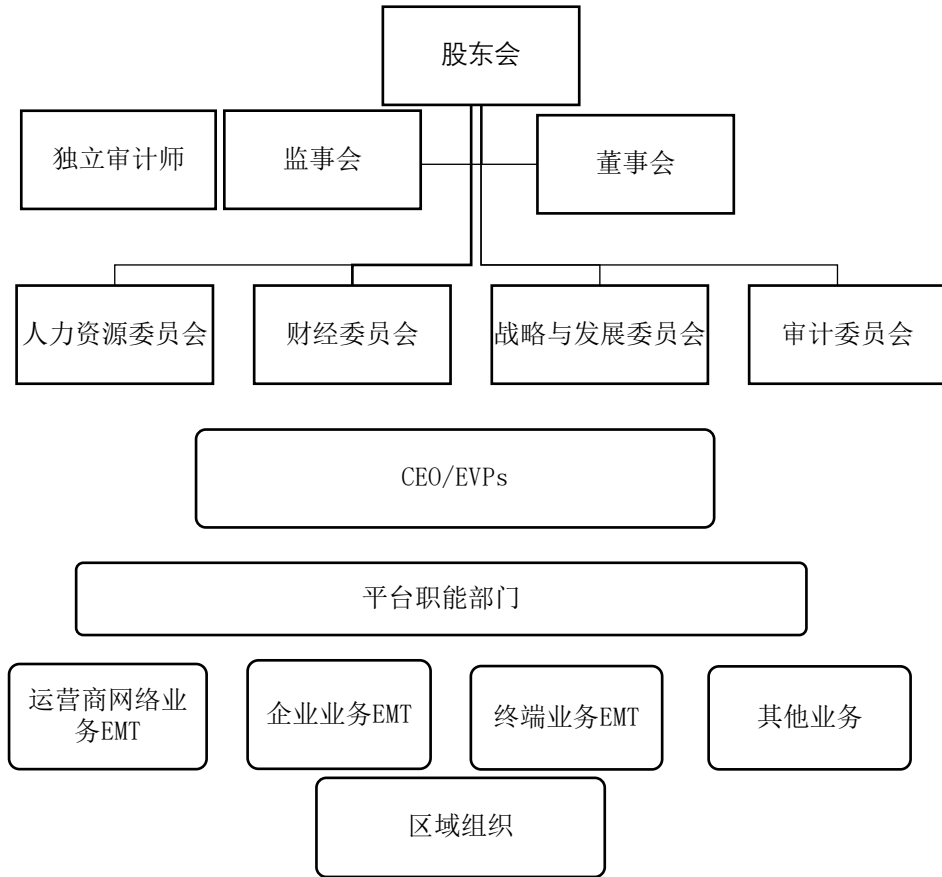 股东会
独立审计师
监事会
董事会
人力资源委员会
财经委员会
战略与发展委员会
审计委员会
CEO/EVPs
平台职能部门
运营商网络业
务EMT
企业业务EMT
终端业务EMT
其他业务
区域组织